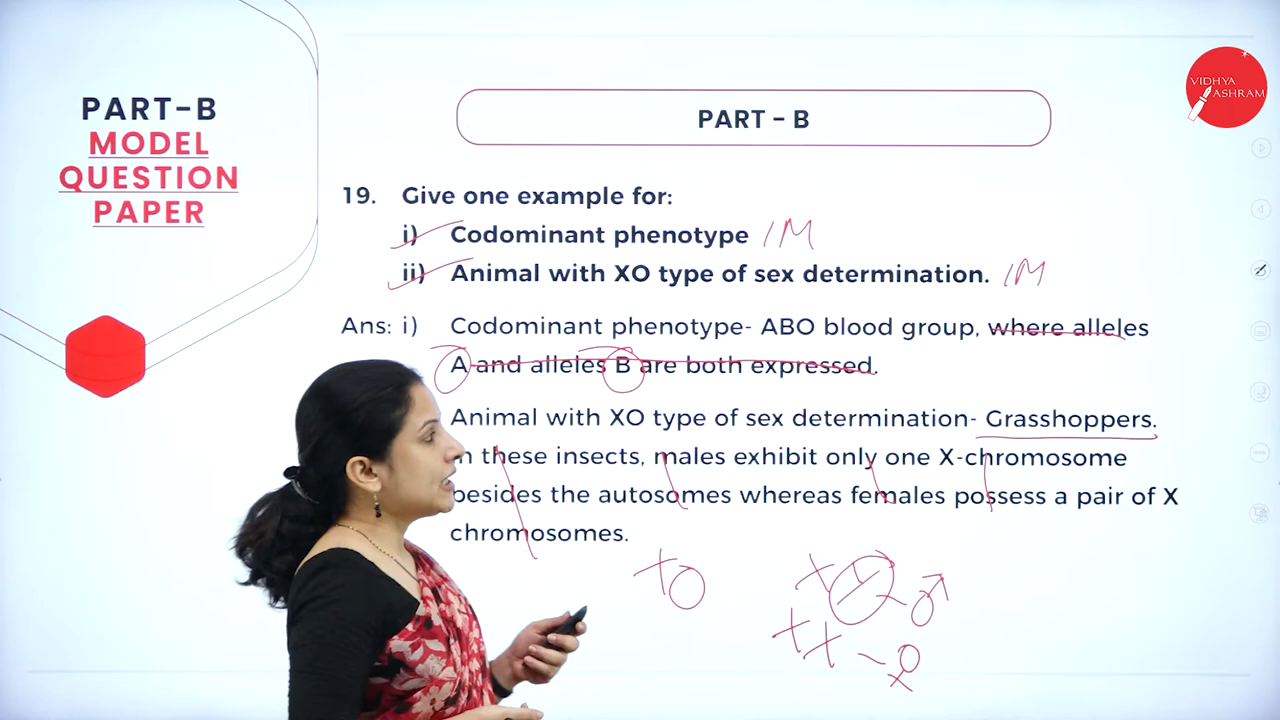 PART-B
MODEL
QUESTION
PAPER
VIDHYA
ASHRAM
PART - B
19. Give one example for:
i) Codominant phenotype 1M
ii) Animal with XO type of sex determination. 1M
Ans: i) Codominant phenotype- ABO blood group, where alleles
A and alleles B are both expressed.
Animal with XO type of sex determination- Grasshoppers.
these insects, males exhibit only one X-chromosome
besides the autosomes whereas females possess a pair of X
chromosomes.
XO
X - ♂
XX - ♀